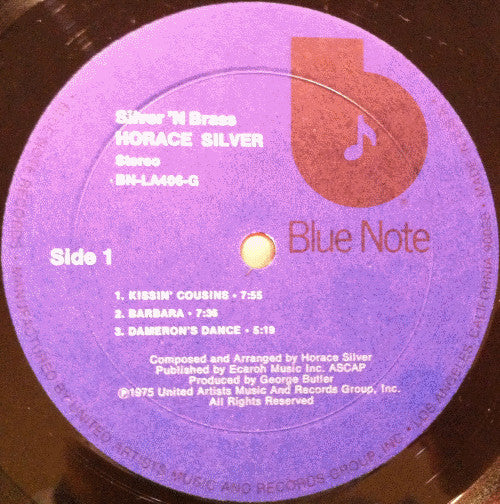 Silver 'N Brass
HORACE SILVER
Stereo
BN-LA406-G
Blue Note
Side 1
1. KISSIN' COUSINS • 7:55
2. BARBARA • 7:36
3. DAMERON'S DANCE • 5:19
Composed and Arranged by Horace Silver
Published by Ecaroh Music Inc. ASCAP
Produced by George Butler
℗1975 United Artists Music And Records Group, Inc.
All Rights Reserved
MANUFACTURED BY UNITED ARTISTS MUSIC AND RECORDS GROUP, INC. • LOS ANGELES, CALIFORNIA